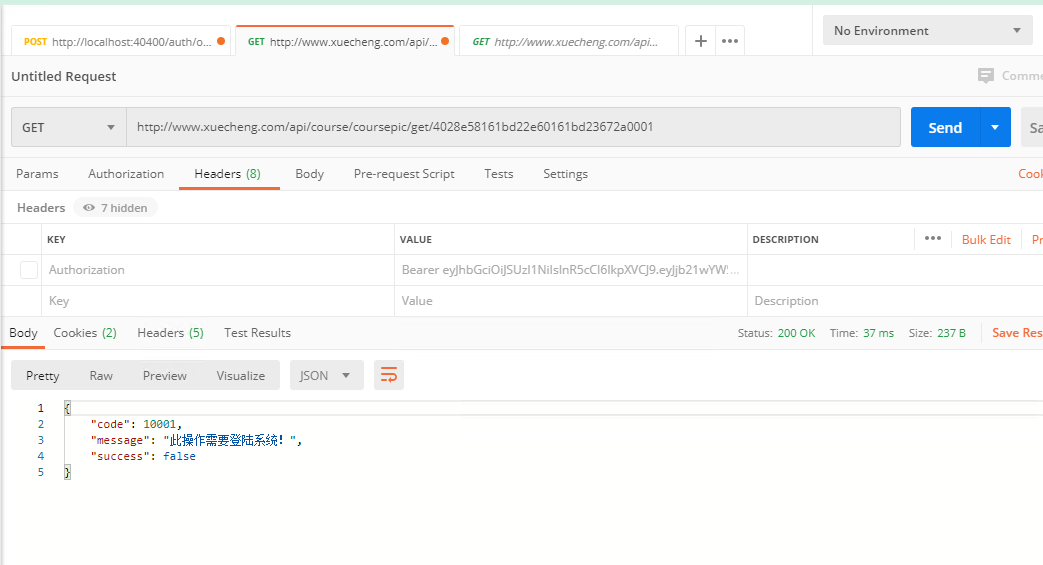 POST http://localhost:40400/auth/o... GET http://www.xuecheng.com/api/... GET http://www.xuecheng.com/api... + ••• No Environment
Untitled Request Comme
GET http://www.xuecheng.com/api/course/coursepic/get/4028e58161bd22e60161bd23672a0001 Send Sa
Params Authorization Headers (8) Body Pre-request Script Tests Settings Cook
Headers 7 hidden
KEY VALUE DESCRIPTION ••• Bulk Edit Pr
Authorization Bearer eyJhbGciOiJSUzI1NiIsInR5cCI6IkpXVCJ9.eyJjb21wYW...
Key Value Description
Body Cookies (2) Headers (5) Test Results Status: 200 OK Time: 37 ms Size: 237 B Save Res
Pretty Raw Preview Visualize JSON
1 {
2 "code": 10001,
3 "message": "此操作需要登陆系统！",
4 "success": false
5 }